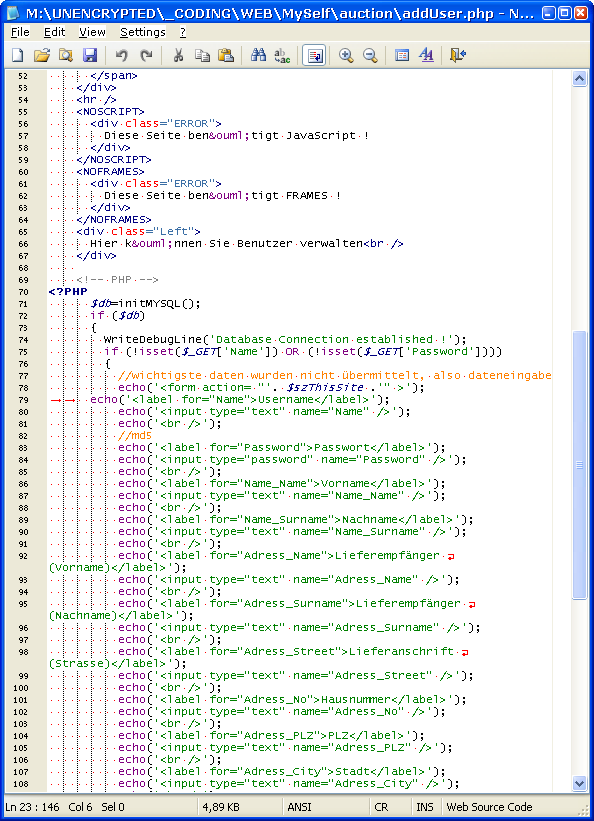 M:\UNENCRYPTED\_CODING\WEB\MySelf\auction\addUser.php - N...
File Edit View Settings ?
52 </span>
53 </div>
54 <hr />
55 <NOSCRIPT>
56 <div class="ERROR">
57 Diese Seite ben&ouml;tigt JavaScript !
58 </div>
59 </NOSCRIPT>
60 <NOFRAMES>
61 <div class="ERROR">
62 Diese Seite ben&ouml;tigt FRAMES !
63 </div>
64 </NOFRAMES>
65 <div class="Left">
66 Hier k&ouml;nnen Sie Benutzer verwalten<br />
67 </div>
68
69 <!-- PHP -->
70 <?PHP
71 $db=initMYSQL();
72 if ($db)
73 {
74 WriteDebugLine('Database Connection established !');
75 if (!isset($_GET['Name']) OR (!isset($_GET['Password'])))
76 {
77 //wichtigste daten wurden nicht übermittelt, also dateneingabe
78 echo('<form action= "'. $szThisSite .'" >');
79 echo('<label for="Name">Username</label>');
80 echo('<input type="text" name="Name" />');
81 echo('<br />');
82 //md5
83 echo('<label for="Password">Passwort</label>');
84 echo('<input type="password" name="Password" />');
85 echo('<br />');
86 echo('<label for="Name_Name">Vorname</label>');
87 echo('<input type="text" name="Name_Name" />');
88 echo('<br />');
89 echo('<label for="Name_Surname">Nachname</label>');
90 echo('<input type="text" name="Name_Surname" />');
91 echo('<br />');
92 echo('<label for="Adress_Name">Lieferempfänger
(Vorname)</label>');
93 echo('<input type="text" name="Adress_Name" />');
94 echo('<br />');
95 echo('<label for="Adress_Surname">Lieferempfänger
(Nachname)</label>');
96 echo('<input type="text" name="Adress_Surname" />');
97 echo('<br />');
98 echo('<label for="Adress_Street">Lieferanschrift
(Strasse)</label>');
99 echo('<input type="text" name="Adress_Street" />');
100 echo('<br />');
101 echo('<label for="Adress_No">Hausnummer</label>');
102 echo('<input type="text" name="Adress_No" />');
103 echo('<br />');
104 echo('<label for="Adress_PLZ">PLZ</label>');
105 echo('<input type="text" name="Adress_PLZ" />');
106 echo('<br />');
107 echo('<label for="Adress_City">Stadt</label>');
108 echo('<input type="text" name="Adress_City" />');
Ln 23 : 146 Col 6 Sel 0 4,89 KB ANSI CR INS Web Source Code